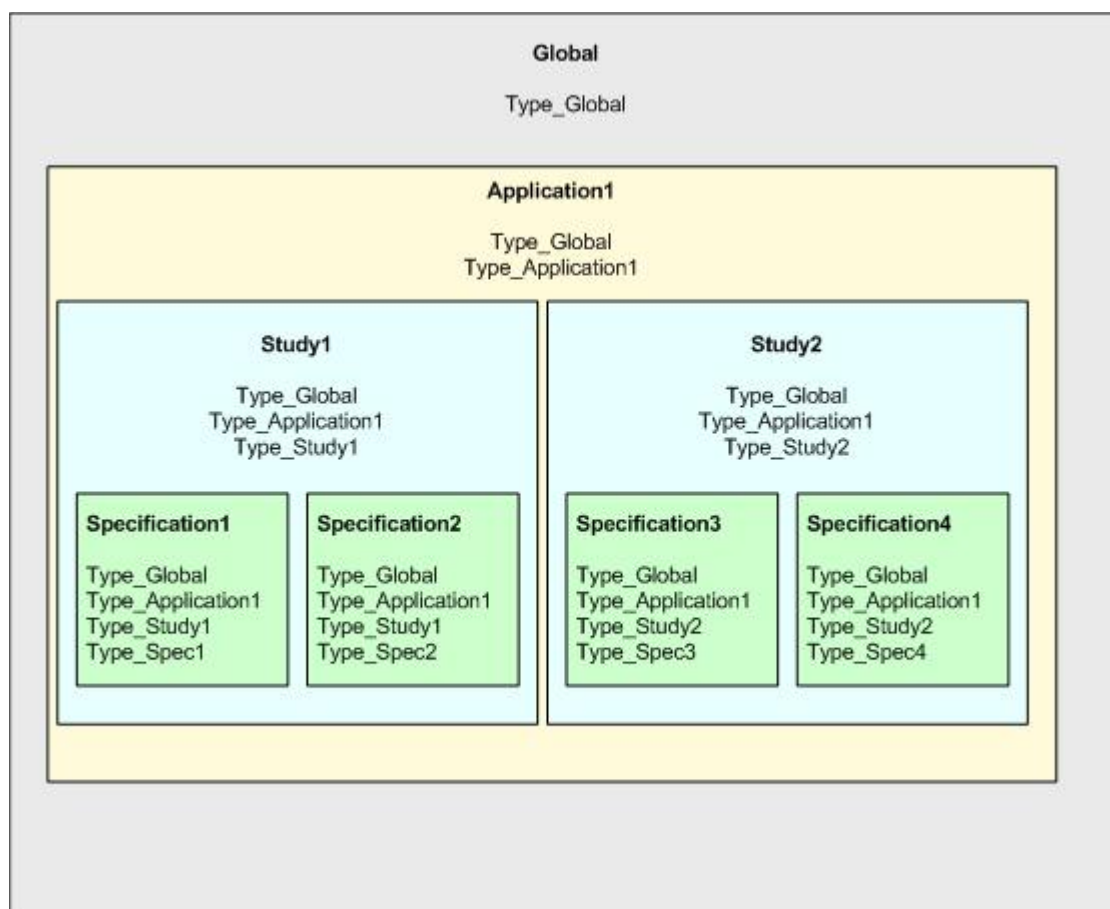 Global
Type_Global
Application1
Type_Global
Type_Application1
Study1
Type_Global
Type_Application1
Type_Study1
Specification1
Type_Global
Type_Application1
Type_Study1
Type_Spec1
Specification2
Type_Global
Type_Application1
Type_Study1
Type_Spec2
Study2
Type_Global
Type_Application1
Type_Study2
Specification3
Type_Global
Type_Application1
Type_Study2
Type_Spec3
Specification4
Type_Global
Type_Application1
Type_Study2
Type_Spec4